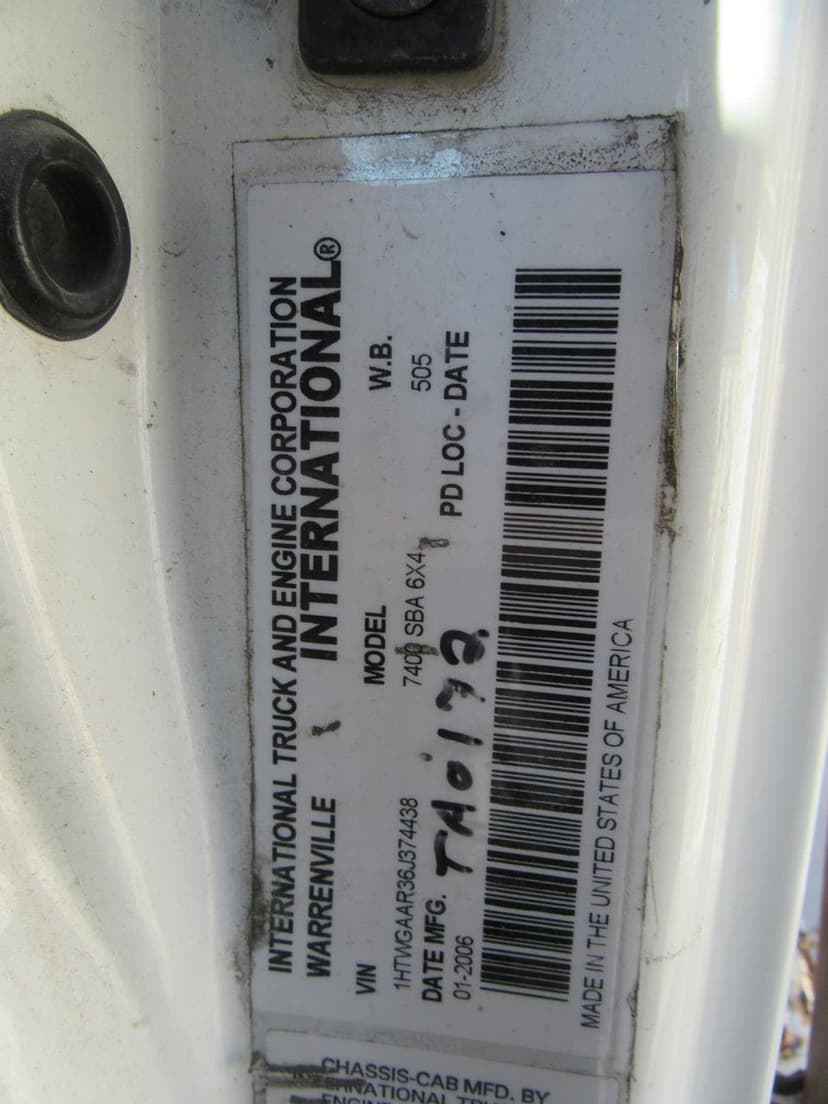 INTERNATIONAL TRUCK AND ENGINE CORPORATION
WARRENVILLE INTERNATIONAL®
VIN MODEL W.B.
1HTWGAAR36J374438 7400 SBA 6X4 505
DATE MFG. TA0172 PD LOC - DATE
01-2006
MADE IN THE UNITED STATES OF AMERICA
CHASSIS-CAB MFD. BY